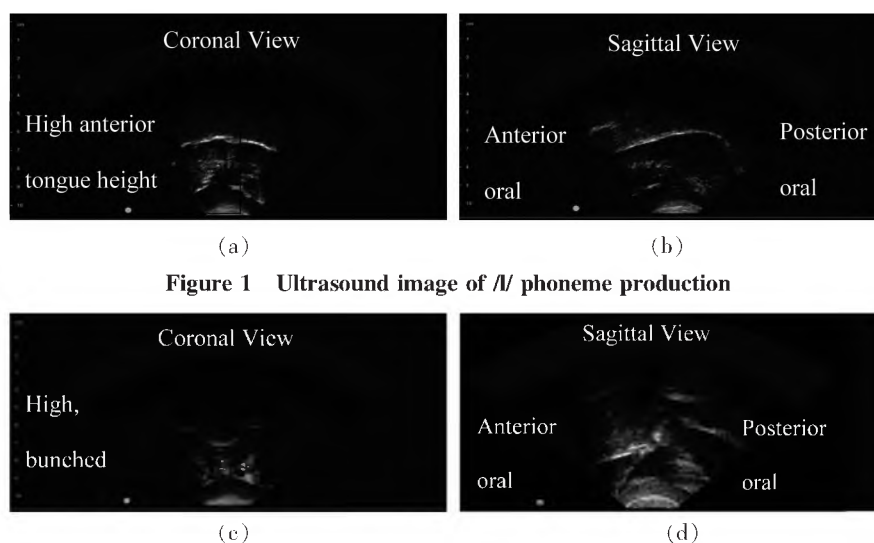 Coronal View
High anterior
tongue height
Sagittal View
Anterior
oral
Posterior
oral
(a)
(b)
Figure 1 Ultrasound image of /l/ phoneme production
Coronal View
High,
bunched
Sagittal View
Anterior
oral
Posterior
oral
(c)
(d)